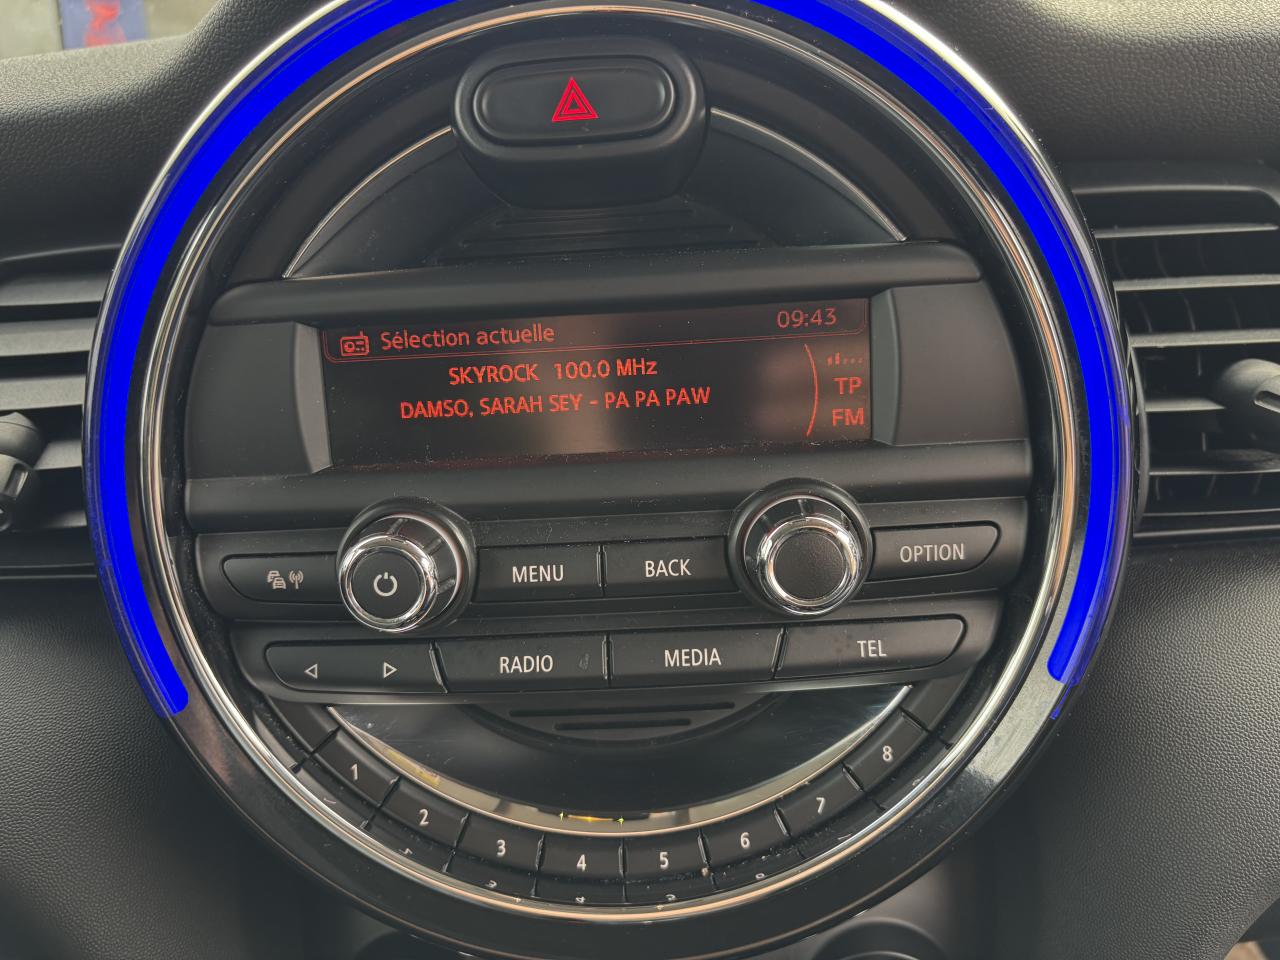 Sélection actuelle 09:43
SKYROCK 100.0 MHz
DAMSO, SARAH SEY - PA PA PAW
TP
FM
MENU BACK OPTION
RADIO MEDIA TEL
1 2 3 4 5 6 7 8